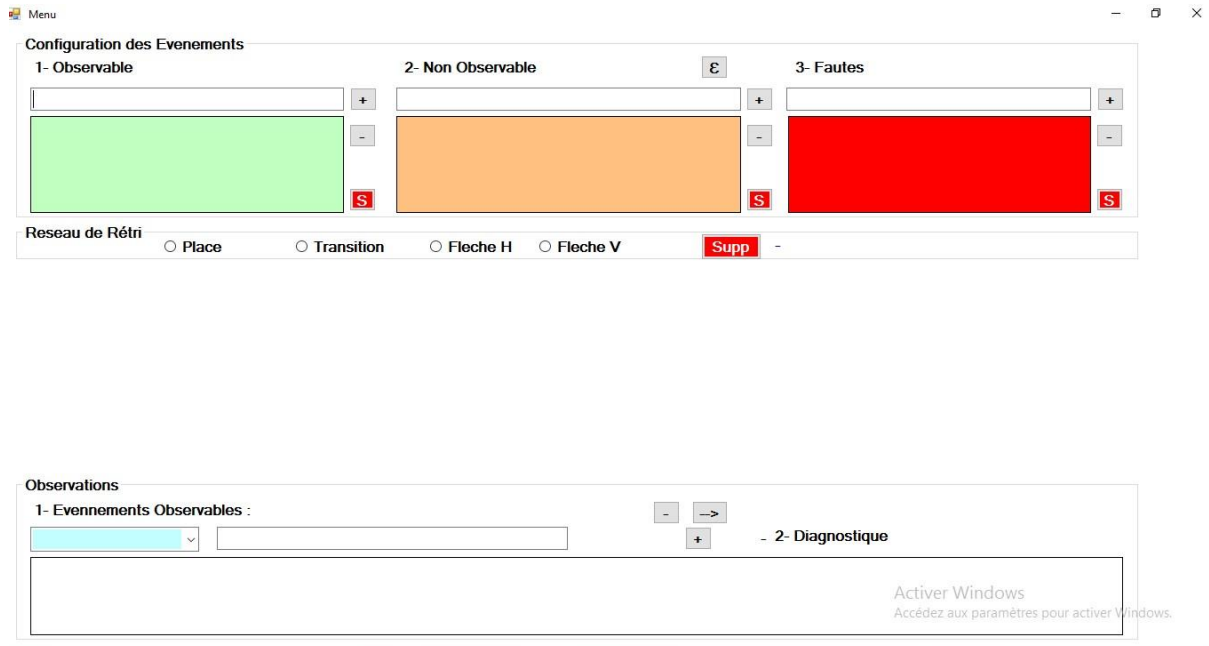 Menu
Configuration des Evenements
1- Observable
2- Non Observable
ε
3- Fautes
+
+
+
-
-
-
S
S
S
Reseau de Rétri
Place
Transition
Fleche H
Fleche V
Supp
-
Observations
1- Evennements Observables :
-
-->
+
- 2- Diagnostique
Activer Windows
Accédez aux paramètres pour activer Windows.